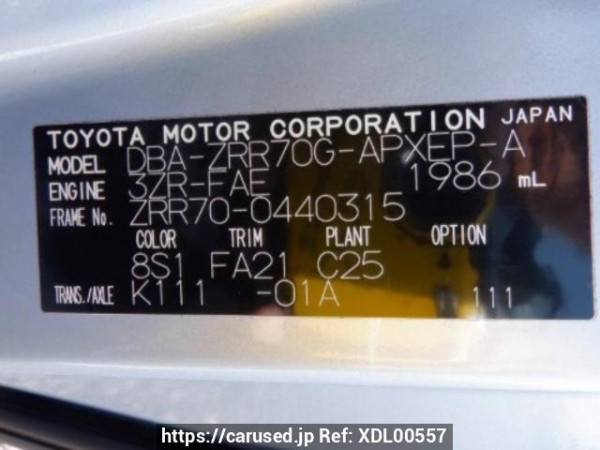 TOYOTA MOTOR CORPORATION JAPAN
MODEL DBA-ZRR70G-APXEP-A
ENGINE 3ZR-FAE 1986 mL
FRAME No. ZRR70-0440315
COLOR TRIM PLANT OPTION
8S1 FA21 C25
TRANS./AXLE K111 -01A 111
https://carused.jp Ref: XDL00557